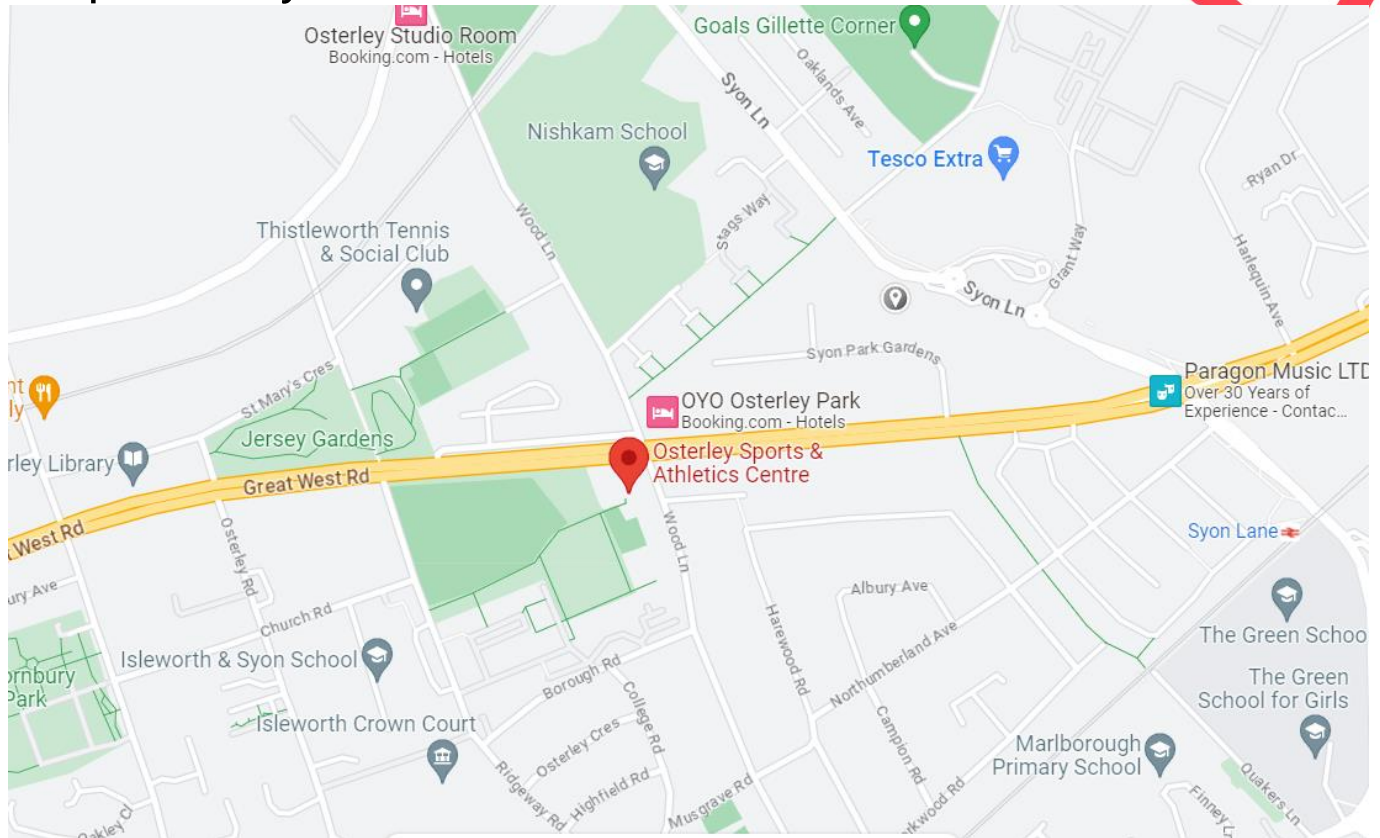 Osterley Studio Room
Booking.com - Hotels
Goals Gillette Corner
Oaklands Ave
Syon Ln
Nishkam School
Tesco Extra
Ryan Dr
Wood Ln
Stags Way
Thistleworth Tennis
& Social Club
Grant Way
Harlequin Ave
Syon Ln
Syon Park Gardens
St Mary's Cres
Paragon Music LTD
Over 30 Years of
Experience - Contac...
OYO Osterley Park
Booking.com - Hotels
Jersey Gardens
Osterley Sports &
Athletics Centre
rley Library
Great West Rd
West Rd
Osterley Rd
Wood Ln
Syon Lane
ury Ave
Church Rd
Albury Ave
Harewood Rd
Northumberland Ave
The Green Schoo
Isleworth & Syon School
Borough Rd
College Rd
The Green
School for Girls
rnbury
Park
Isleworth Crown Court
Osterley Cres
Campion Rd
Marlborough
Primary School
Ridgeway Rd
Highfield Rd
Musgrave Rd
rkwood Rd
Quakers Ln
Finney L
akley Cl